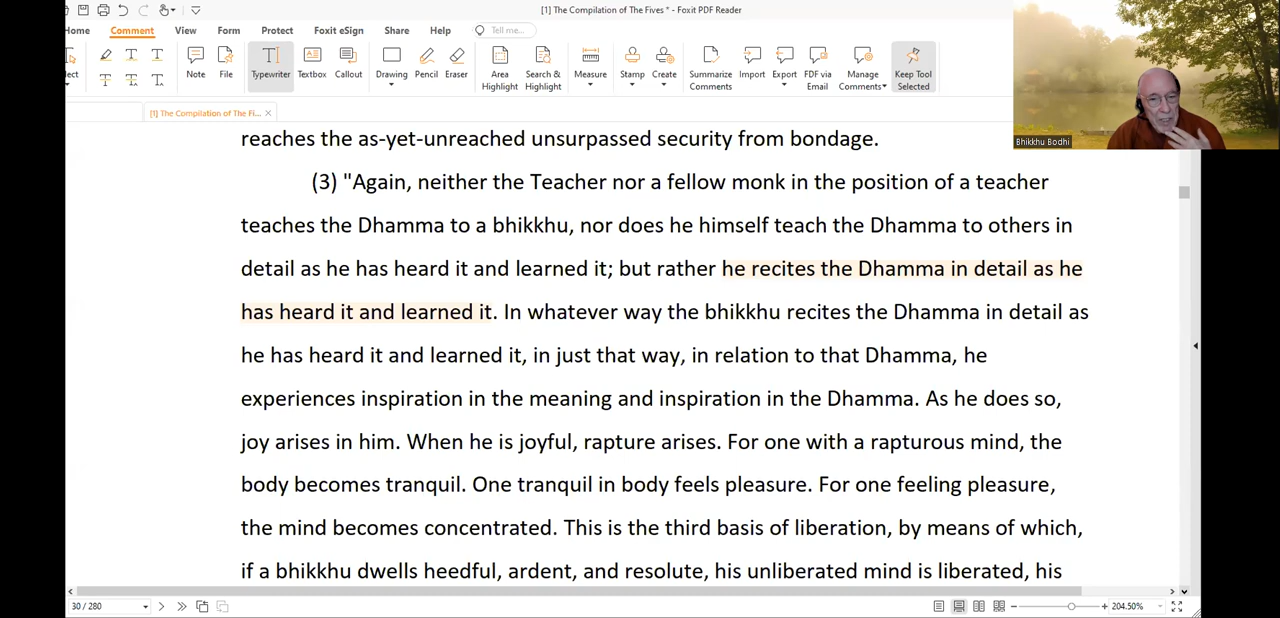 [1] The Compilation of The Fives * - Foxit PDF Reader
Home Comment View Form Protect Foxit eSign Share Help Tell me...
Note File Typewriter Textbox Callout Drawing Pencil Eraser Area Highlight Search & Highlight Measure Stamp Create Summarize Comments Import Export PDF via Email Manage Comments Keep Tool Selected
[1] The Compilation of The Fi...
Bhikkhu Bodhi
reaches the as-yet-unreached unsurpassed security from bondage.
(3) "Again, neither the Teacher nor a fellow monk in the position of a teacher
teaches the Dhamma to a bhikkhu, nor does he himself teach the Dhamma to others in
detail as he has heard it and learned it; but rather he recites the Dhamma in detail as he
has heard it and learned it. In whatever way the bhikkhu recites the Dhamma in detail as
he has heard it and learned it, in just that way, in relation to that Dhamma, he
experiences inspiration in the meaning and inspiration in the Dhamma. As he does so,
joy arises in him. When he is joyful, rapture arises. For one with a rapturous mind, the
body becomes tranquil. One tranquil in body feels pleasure. For one feeling pleasure,
the mind becomes concentrated. This is the third basis of liberation, by means of which,
if a bhikkhu dwells heedful, ardent, and resolute, his unliberated mind is liberated, his
30 / 280 204.50%